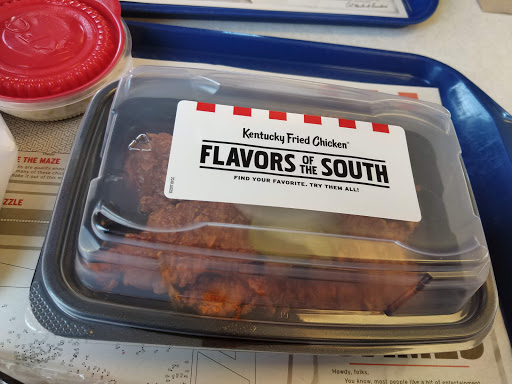 Kentucky Fried Chicken®
FLAVORS OF THE SOUTH
FIND YOUR FAVORITE. TRY THEM ALL!
E THE MAZE
ZZLE
Howdy, folks.
You know, most people like a bit of entertainment